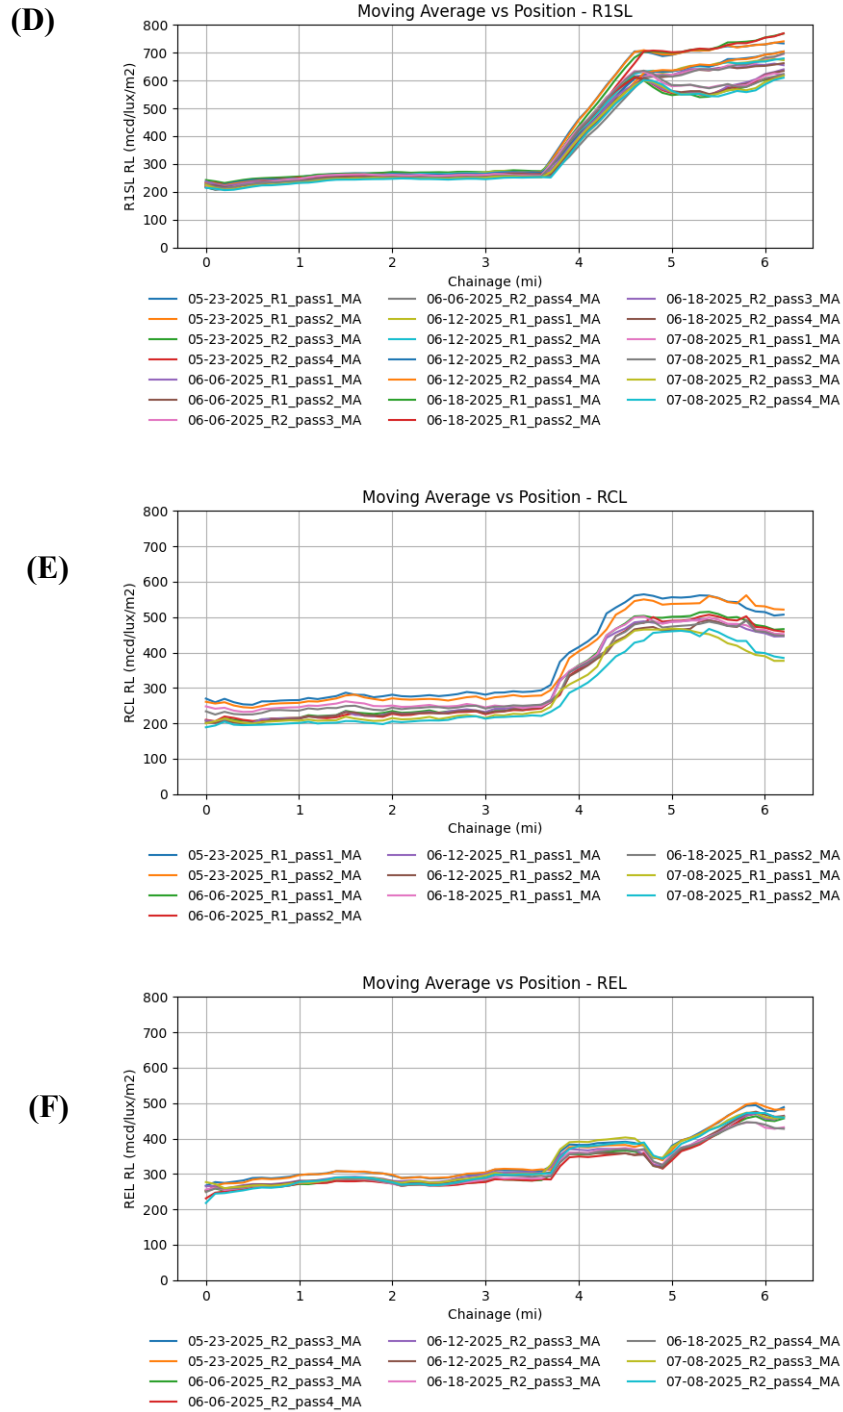 (D)
Moving Average vs Position - R1SL
R1SL RL (mcd/lux/m2)
800
700
600
500
400
300
200
100
0
0 1 2 3 4 5 6
Chainage (mi)
05-23-2025_R1_pass1_MA 06-06-2025_R2_pass4_MA 06-18-2025_R2_pass3_MA
05-23-2025_R1_pass2_MA 06-12-2025_R1_pass1_MA 06-18-2025_R2_pass4_MA
05-23-2025_R2_pass3_MA 06-12-2025_R1_pass2_MA 07-08-2025_R1_pass1_MA
05-23-2025_R2_pass4_MA 06-12-2025_R2_pass3_MA 07-08-2025_R1_pass2_MA
06-06-2025_R1_pass1_MA 06-12-2025_R2_pass4_MA 07-08-2025_R2_pass3_MA
06-06-2025_R1_pass2_MA 06-18-2025_R1_pass1_MA 07-08-2025_R2_pass4_MA
06-06-2025_R2_pass3_MA 06-18-2025_R1_pass2_MA
(E)
Moving Average vs Position - RCL
RCL RL (mcd/lux/m2)
800
700
600
500
400
300
200
100
0
0 1 2 3 4 5 6
Chainage (mi)
05-23-2025_R1_pass1_MA 06-12-2025_R1_pass1_MA 06-18-2025_R1_pass2_MA
05-23-2025_R1_pass2_MA 06-12-2025_R1_pass2_MA 07-08-2025_R1_pass1_MA
06-06-2025_R1_pass1_MA 06-18-2025_R1_pass1_MA 07-08-2025_R1_pass2_MA
06-06-2025_R1_pass2_MA
(F)
Moving Average vs Position - REL
REL RL (mcd/lux/m2)
800
700
600
500
400
300
200
100
0
0 1 2 3 4 5 6
Chainage (mi)
05-23-2025_R2_pass3_MA 06-12-2025_R2_pass3_MA 06-18-2025_R2_pass4_MA
05-23-2025_R2_pass4_MA 06-12-2025_R2_pass4_MA 07-08-2025_R2_pass3_MA
06-06-2025_R2_pass3_MA 06-18-2025_R2_pass3_MA 07-08-2025_R2_pass4_MA
06-06-2025_R2_pass4_MA